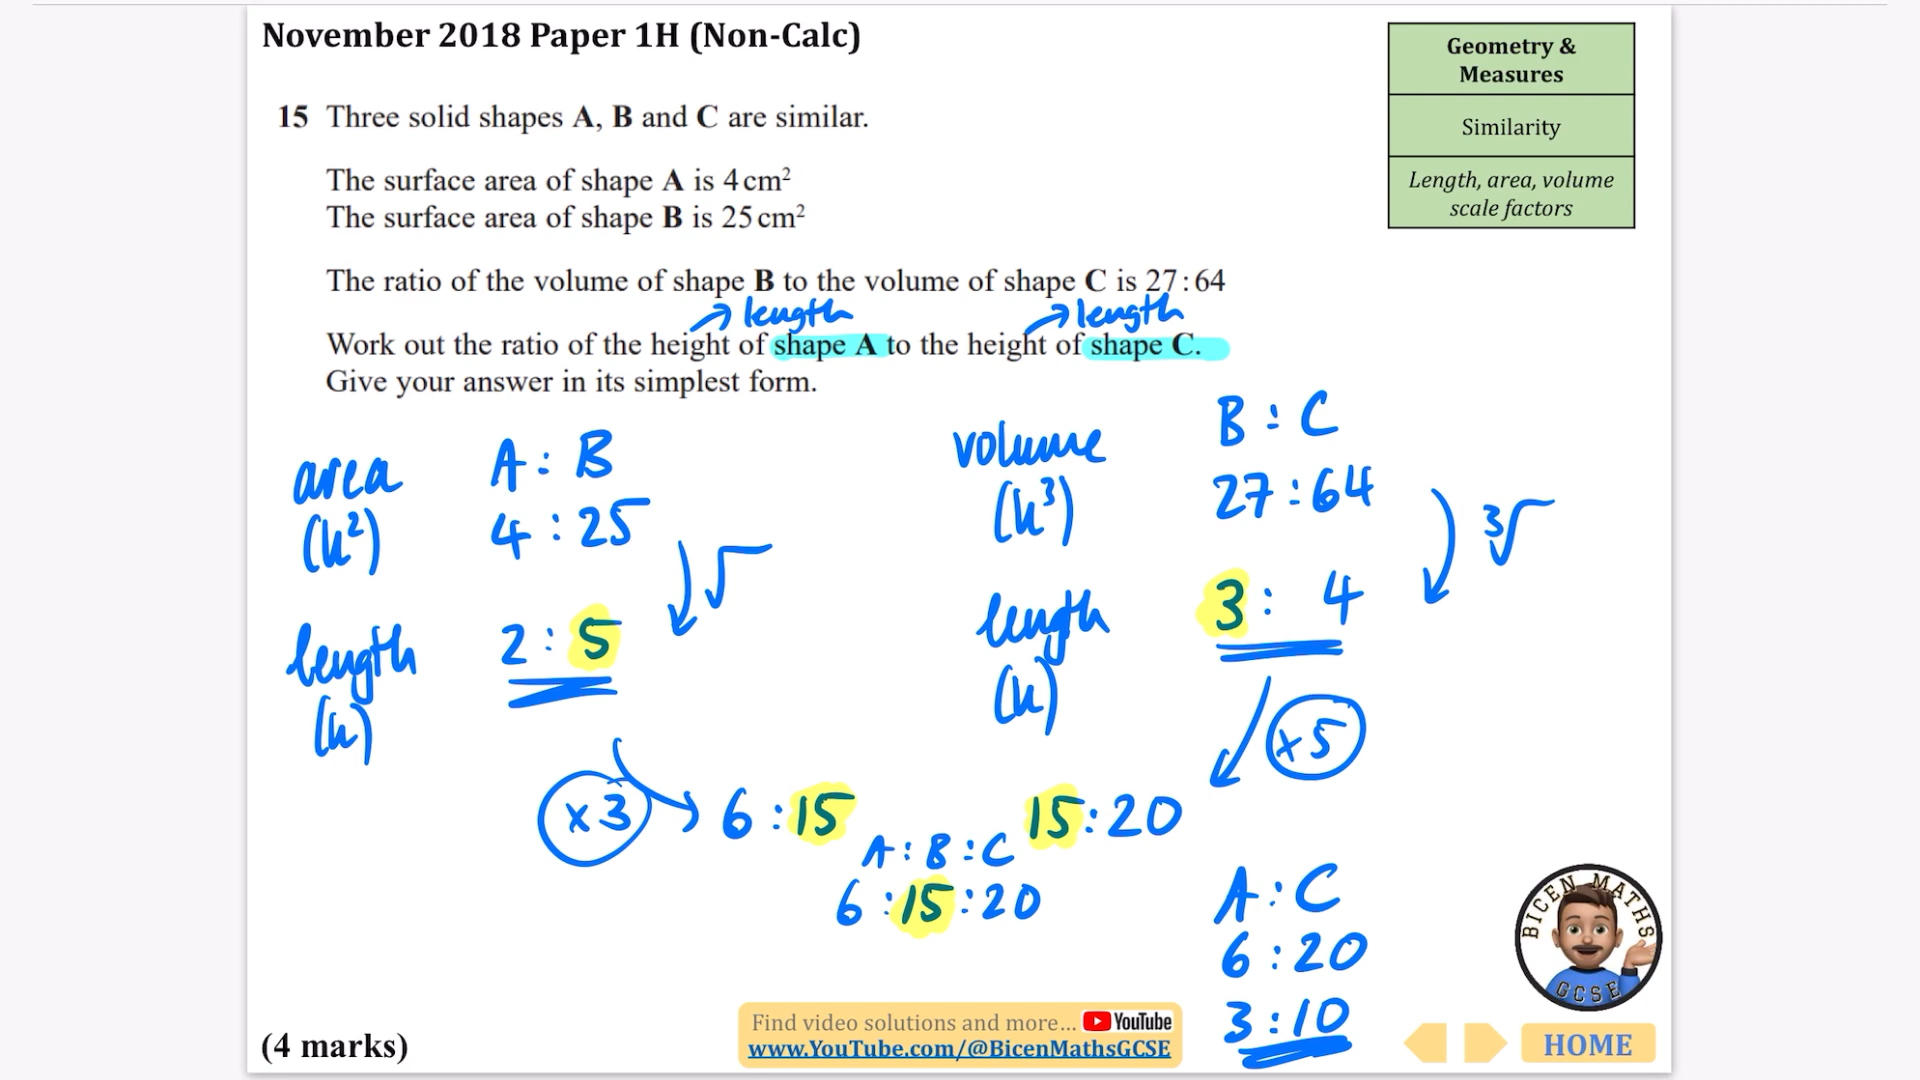 November 2018 Paper 1H (Non-Calc)
Geometry &
Measures
Similarity
Length, area, volume
scale factors
15 Three solid shapes A, B and C are similar.
The surface area of shape A is 4 cm²
The surface area of shape B is 25 cm²
The ratio of the volume of shape B to the volume of shape C is 27 : 64
length
length
Work out the ratio of the height of shape A to the height of shape C.
Give your answer in its simplest form.
area
(k²)
A : B
4 : 25
√
length
(k)
2 : 5
volume
(k³)
B : C
27 : 64
³√
length
(k)
3 : 4
×3
6 : 15
×5
15 : 20
A : B : C
6 : 15 : 20
A : C
6 : 20
3 : 10
(4 marks)
Find video solutions and more... YouTube
www.YouTube.com/@BicenMathsGCSE
BICEN MATHS
GCSE
HOME